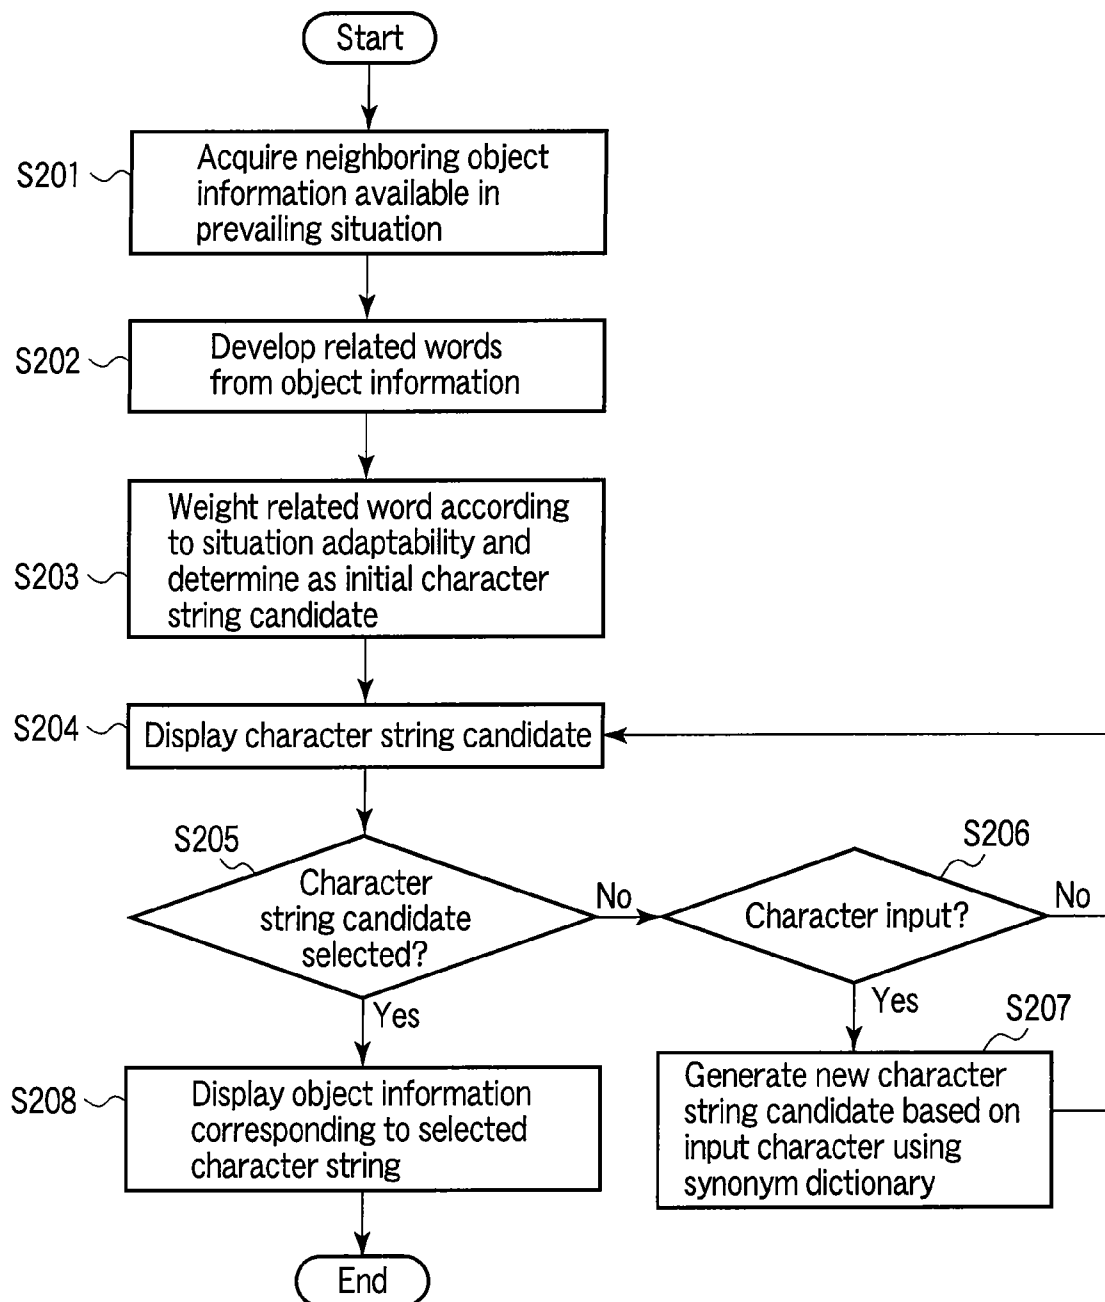 Start
S201
Acquire neighboring object
information available in
prevailing situation
S202
Develop related words
from object information
S203
Weight related word according
to situation adaptability and
determine as initial character
string candidate
S204
Display character string candidate
S205
Character
string candidate
selected?
No
S206
Character input?
No
Yes
Yes
S207
Generate new character
string candidate based on
input character using
synonym dictionary
S208
Display object information
corresponding to selected
character string
End